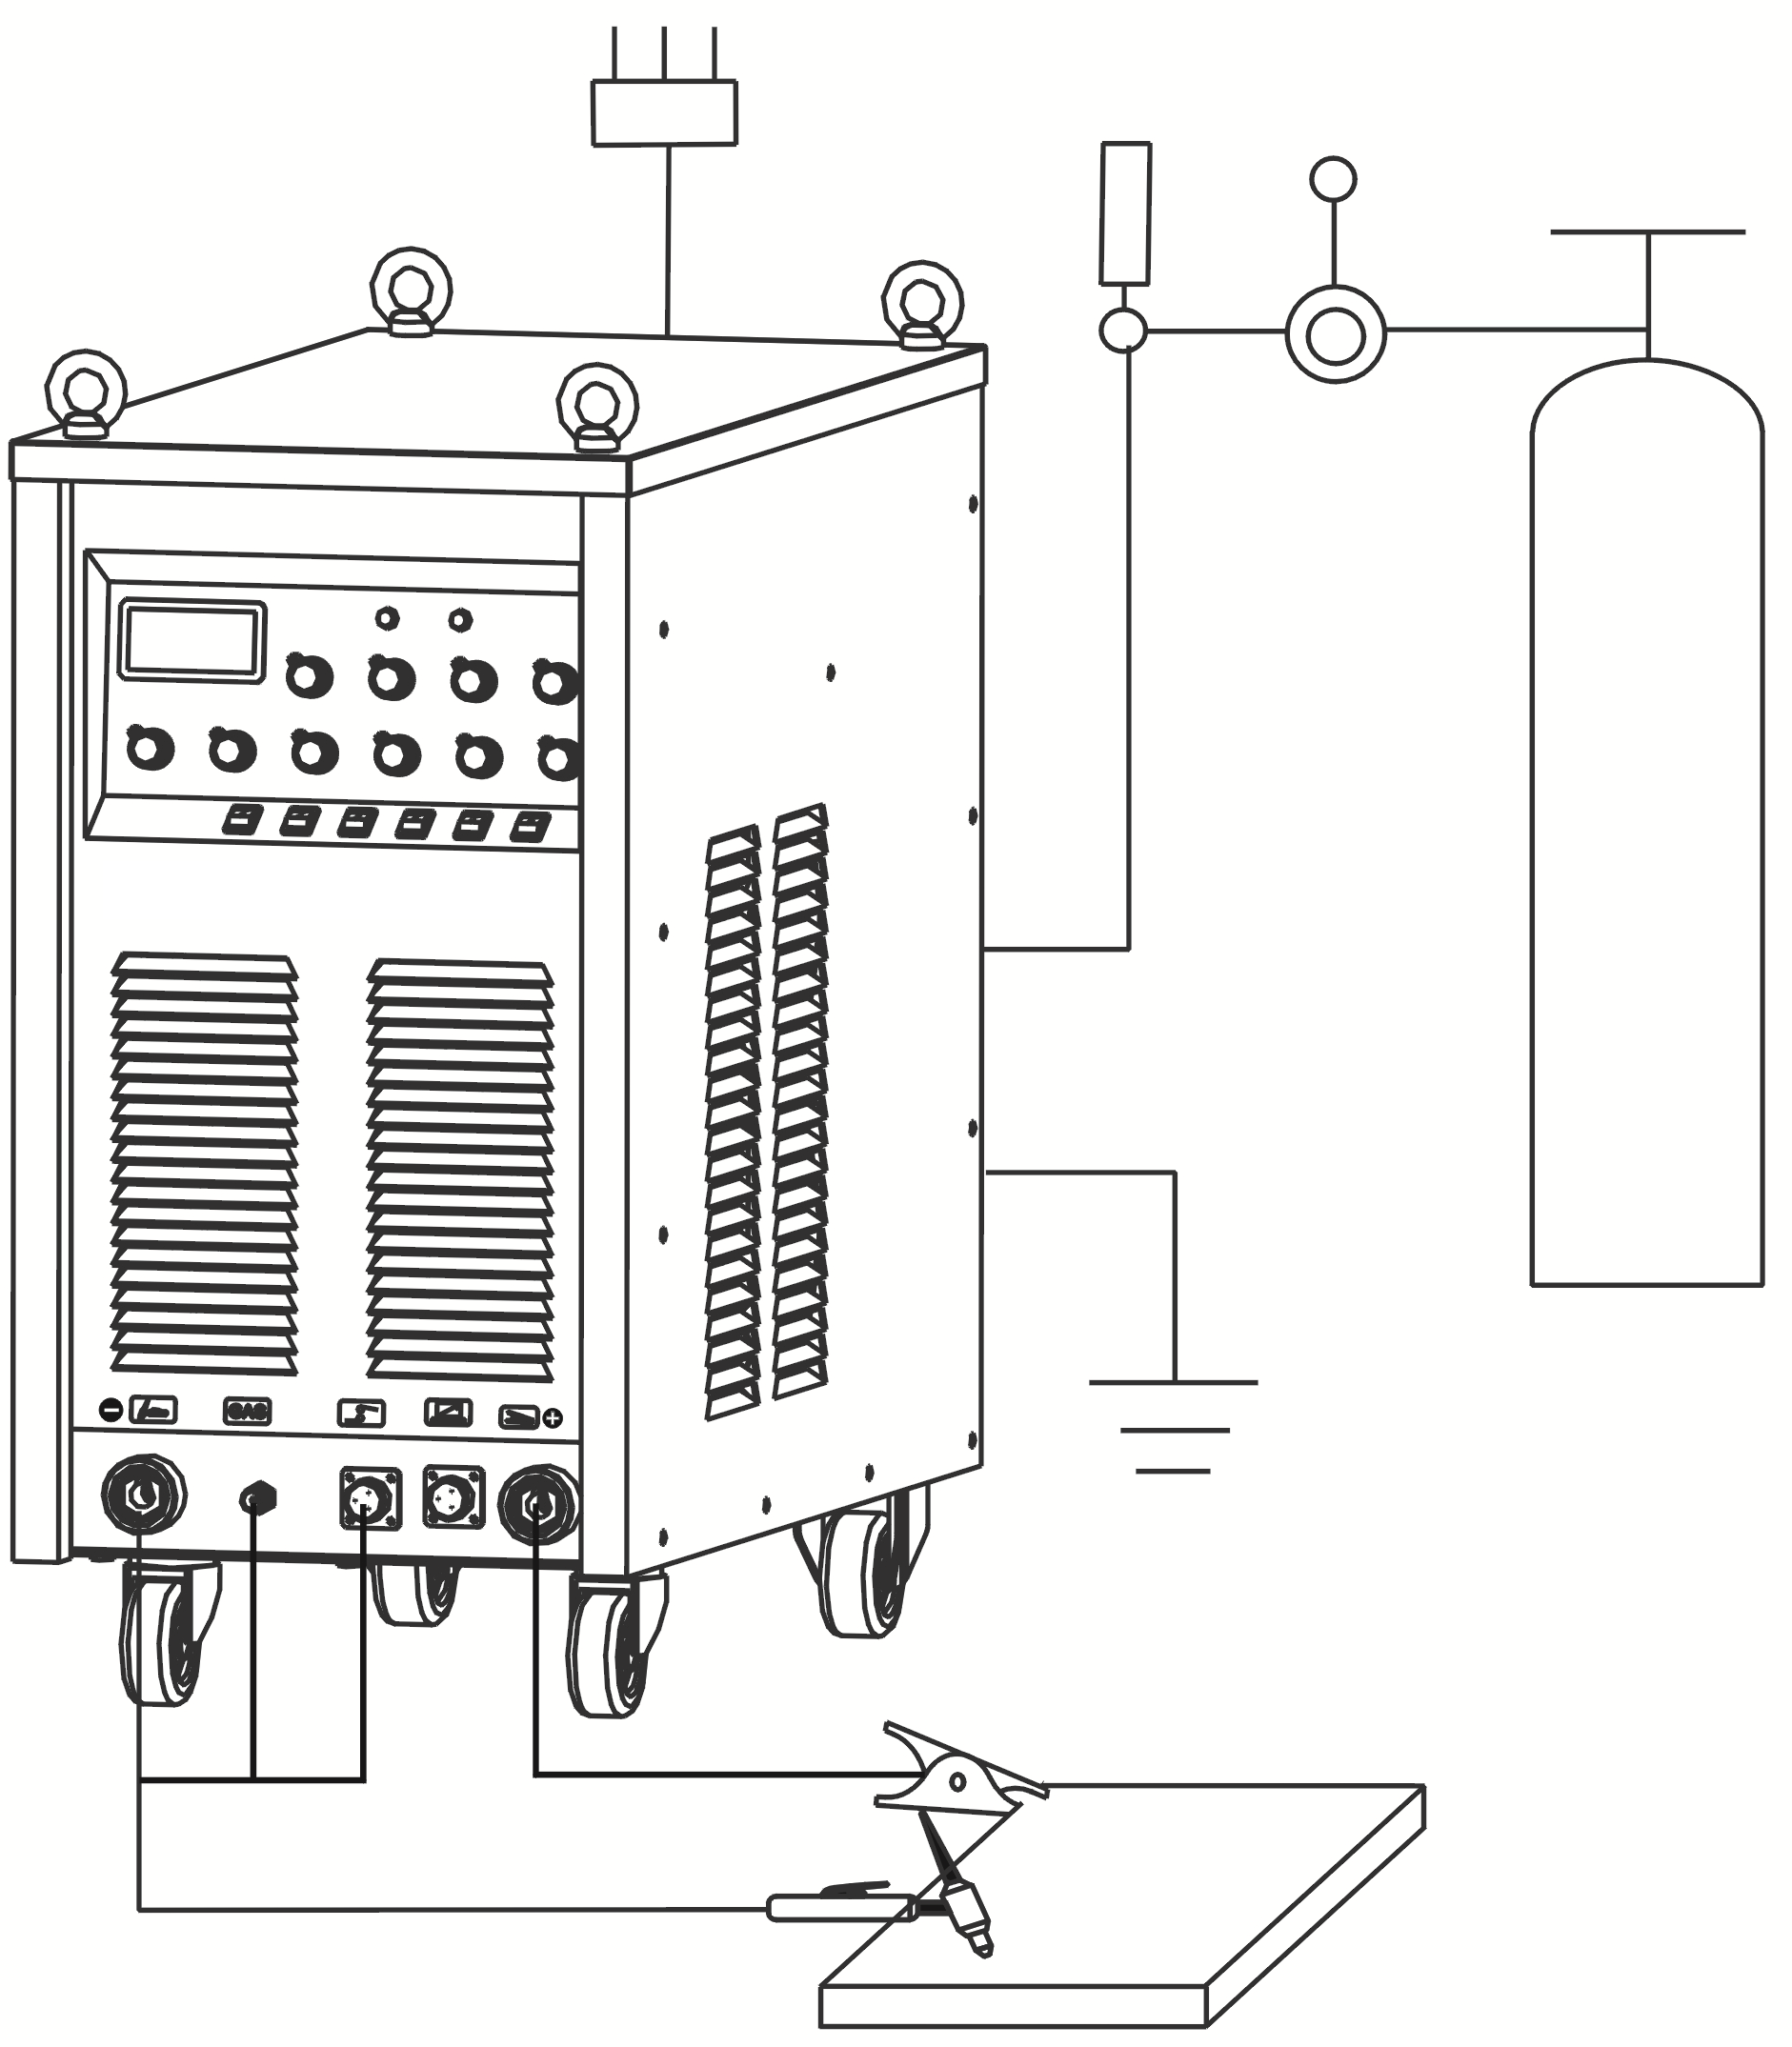 − GAS +